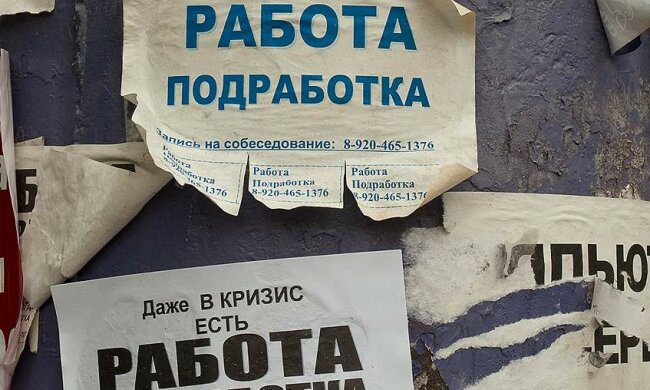 РАБОТА
ПОДРАБОТКА
Запись на собеседование: 8-920-465-1376
Работа
Подработка
8-920-465-1376
Работа
Подработка
8-920-465-1376
Работа
Подработка
8-920-465-1376
Даже В КРИЗИС
ЕСТЬ
РАБОТА